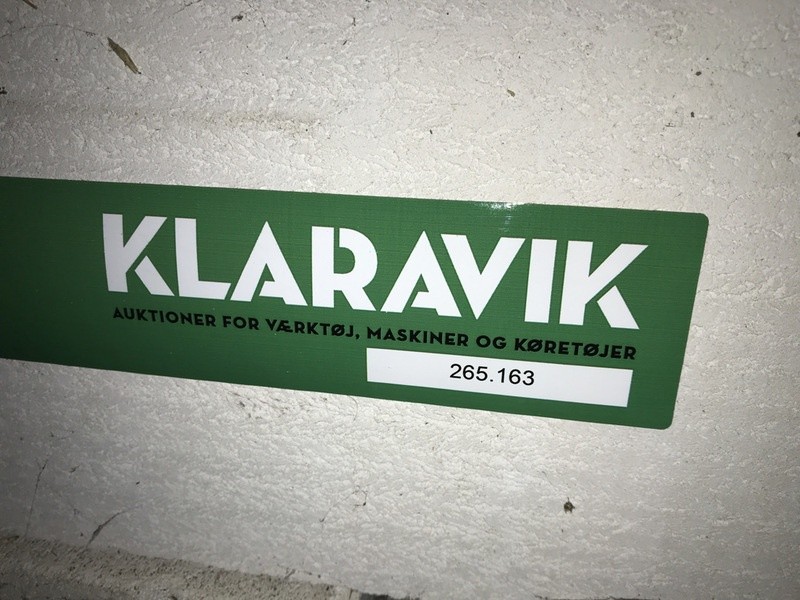 KLARAVIK
AUKTIONER FOR VÆRKTØJ, MASKINER OG KØRETØJER
265.163